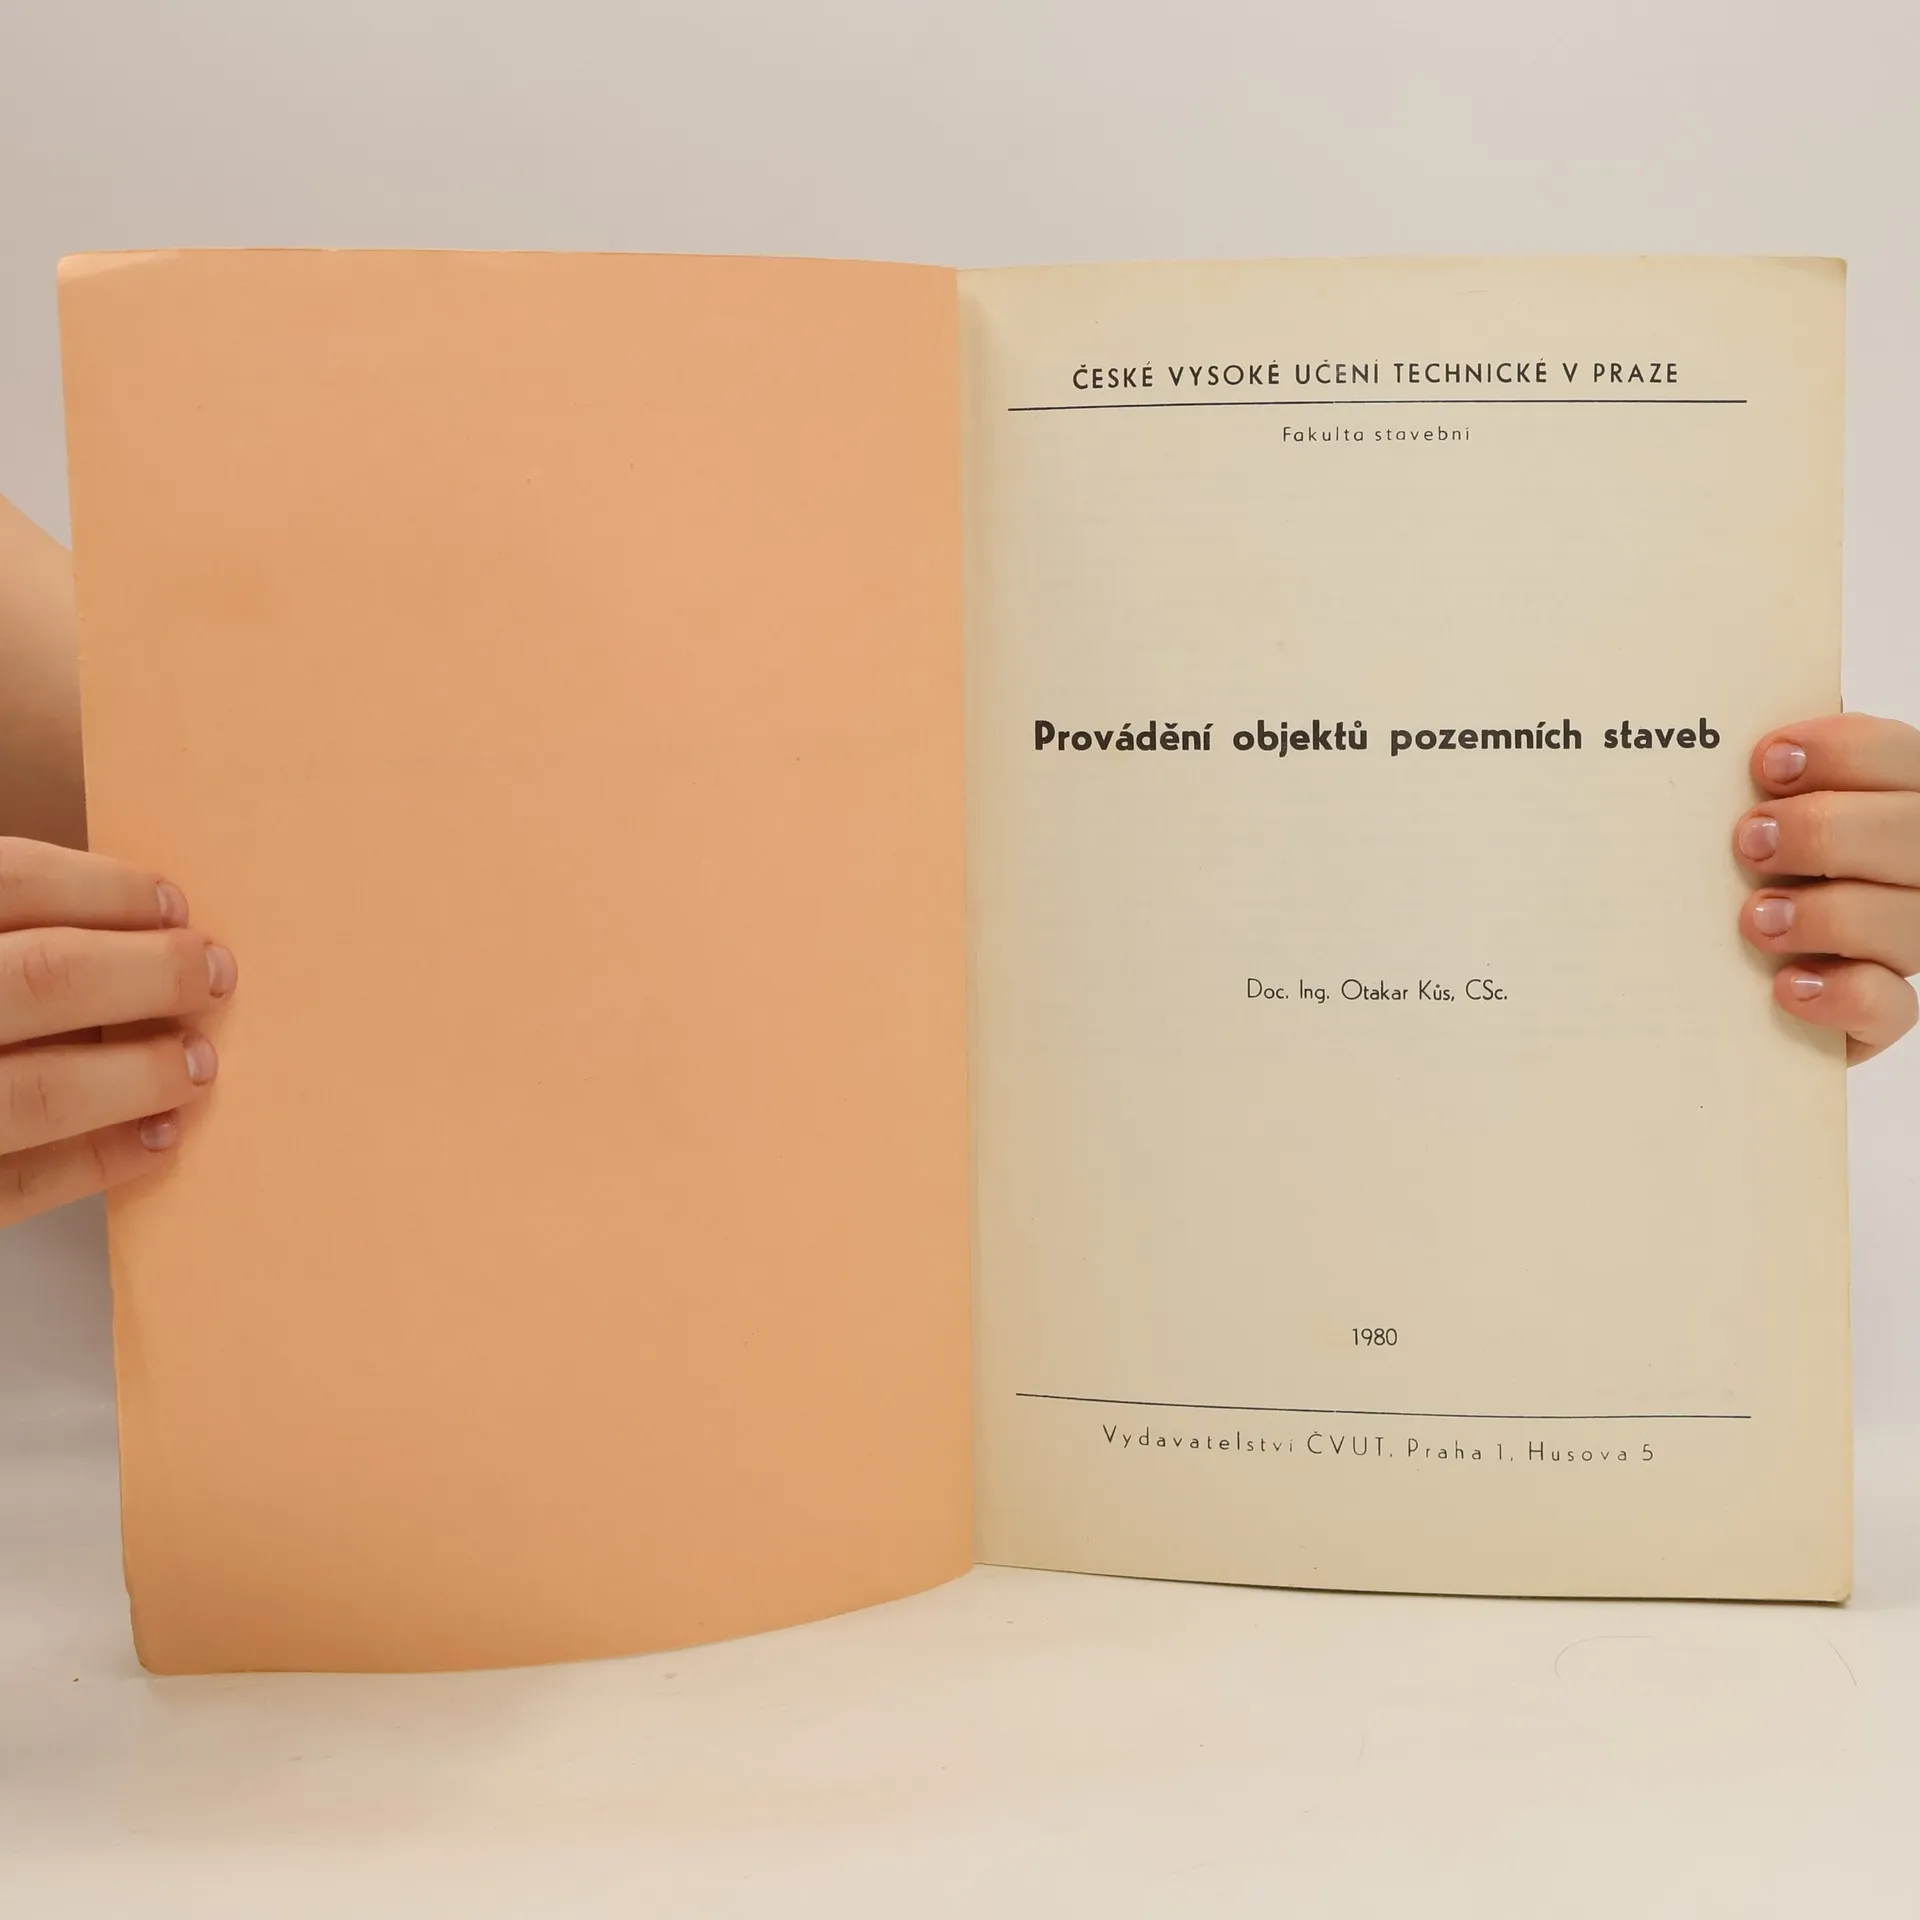 ČESKÉ VYSOKÉ UČENÍ TECHNICKÉ V PRAZE
Fakulta stavební
Provádění objektů pozemních staveb
Doc. Ing. Otakar Kůs, CSc.
1980
Vydavatelství ČVUT, Praha 1, Husova 5